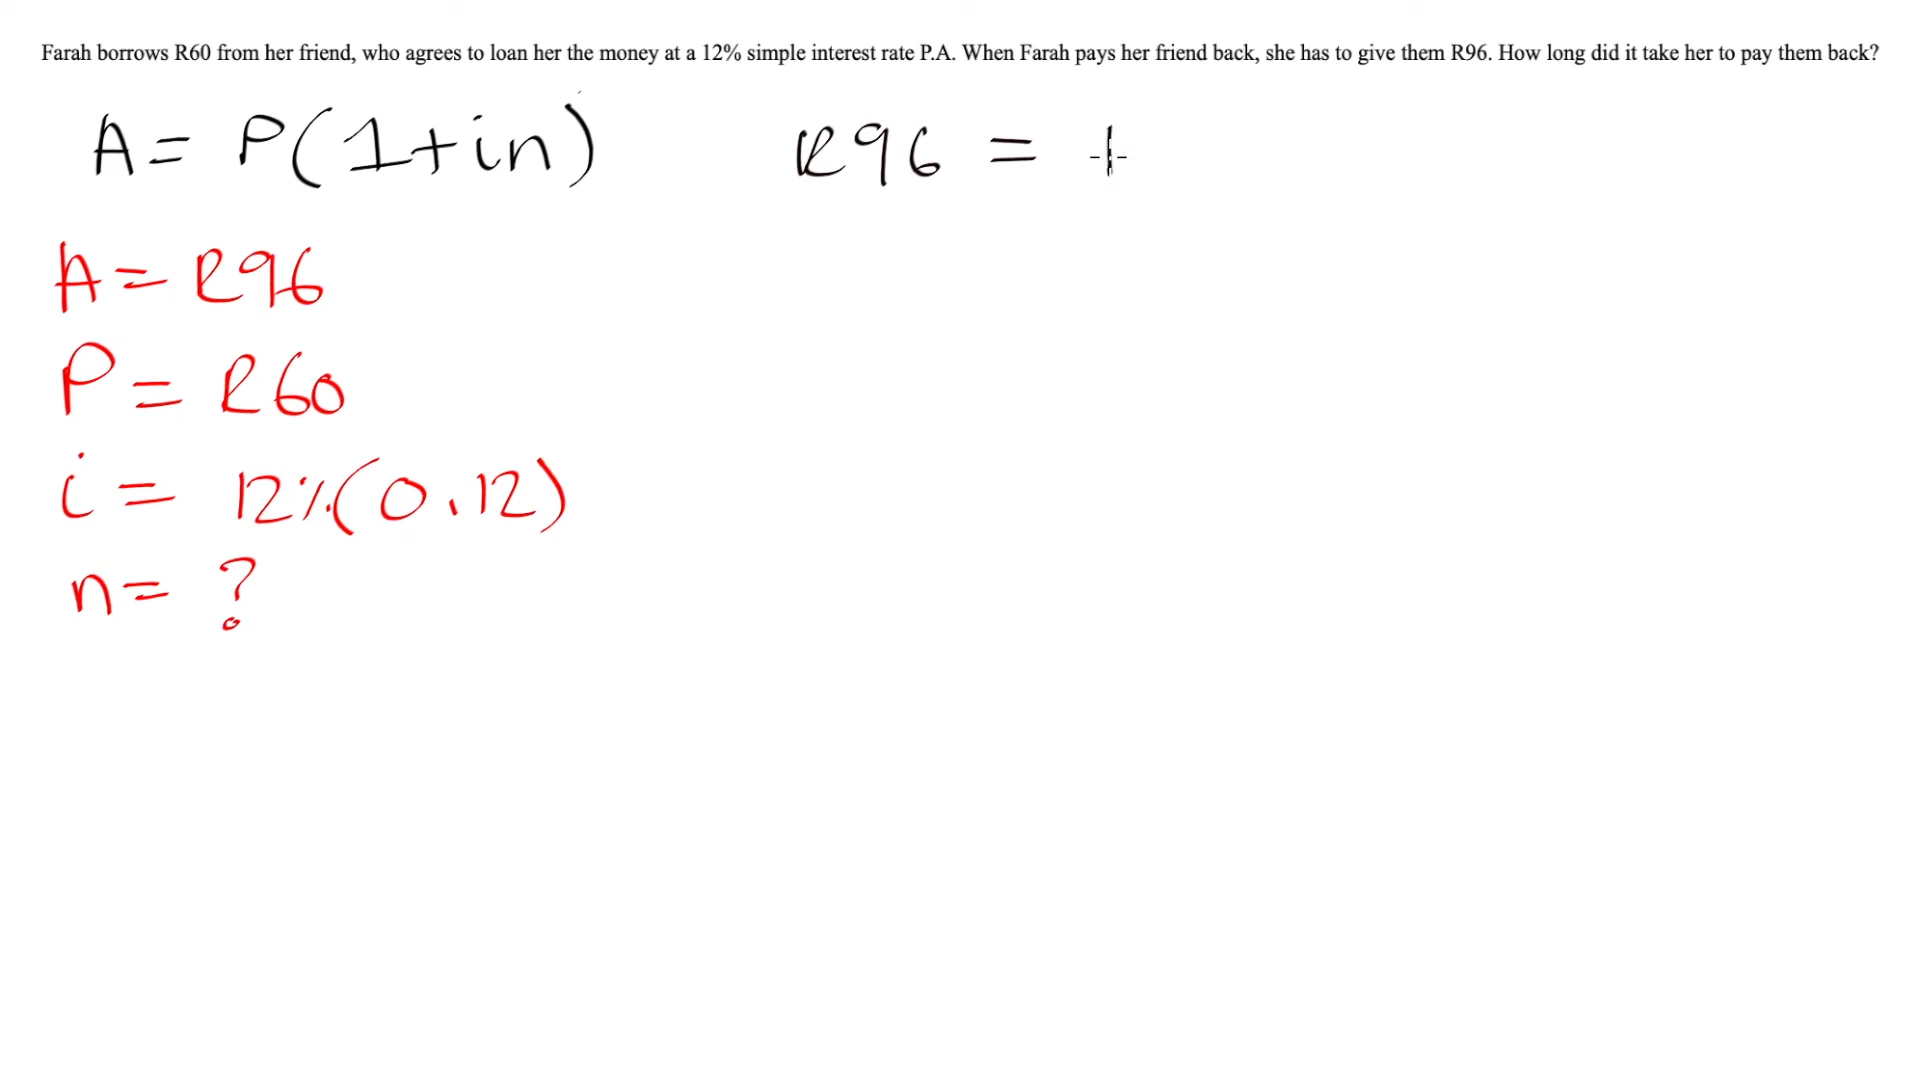 Farah borrows R60 from her friend, who agrees to loan her the money at a 12% simple interest rate P.A. When Farah pays her friend back, she has to give them R96. How long did it take her to pay them back?
A = P(1+in)
R96 =
A = R96
P = R60
i = 12%(0.12)
n = ?